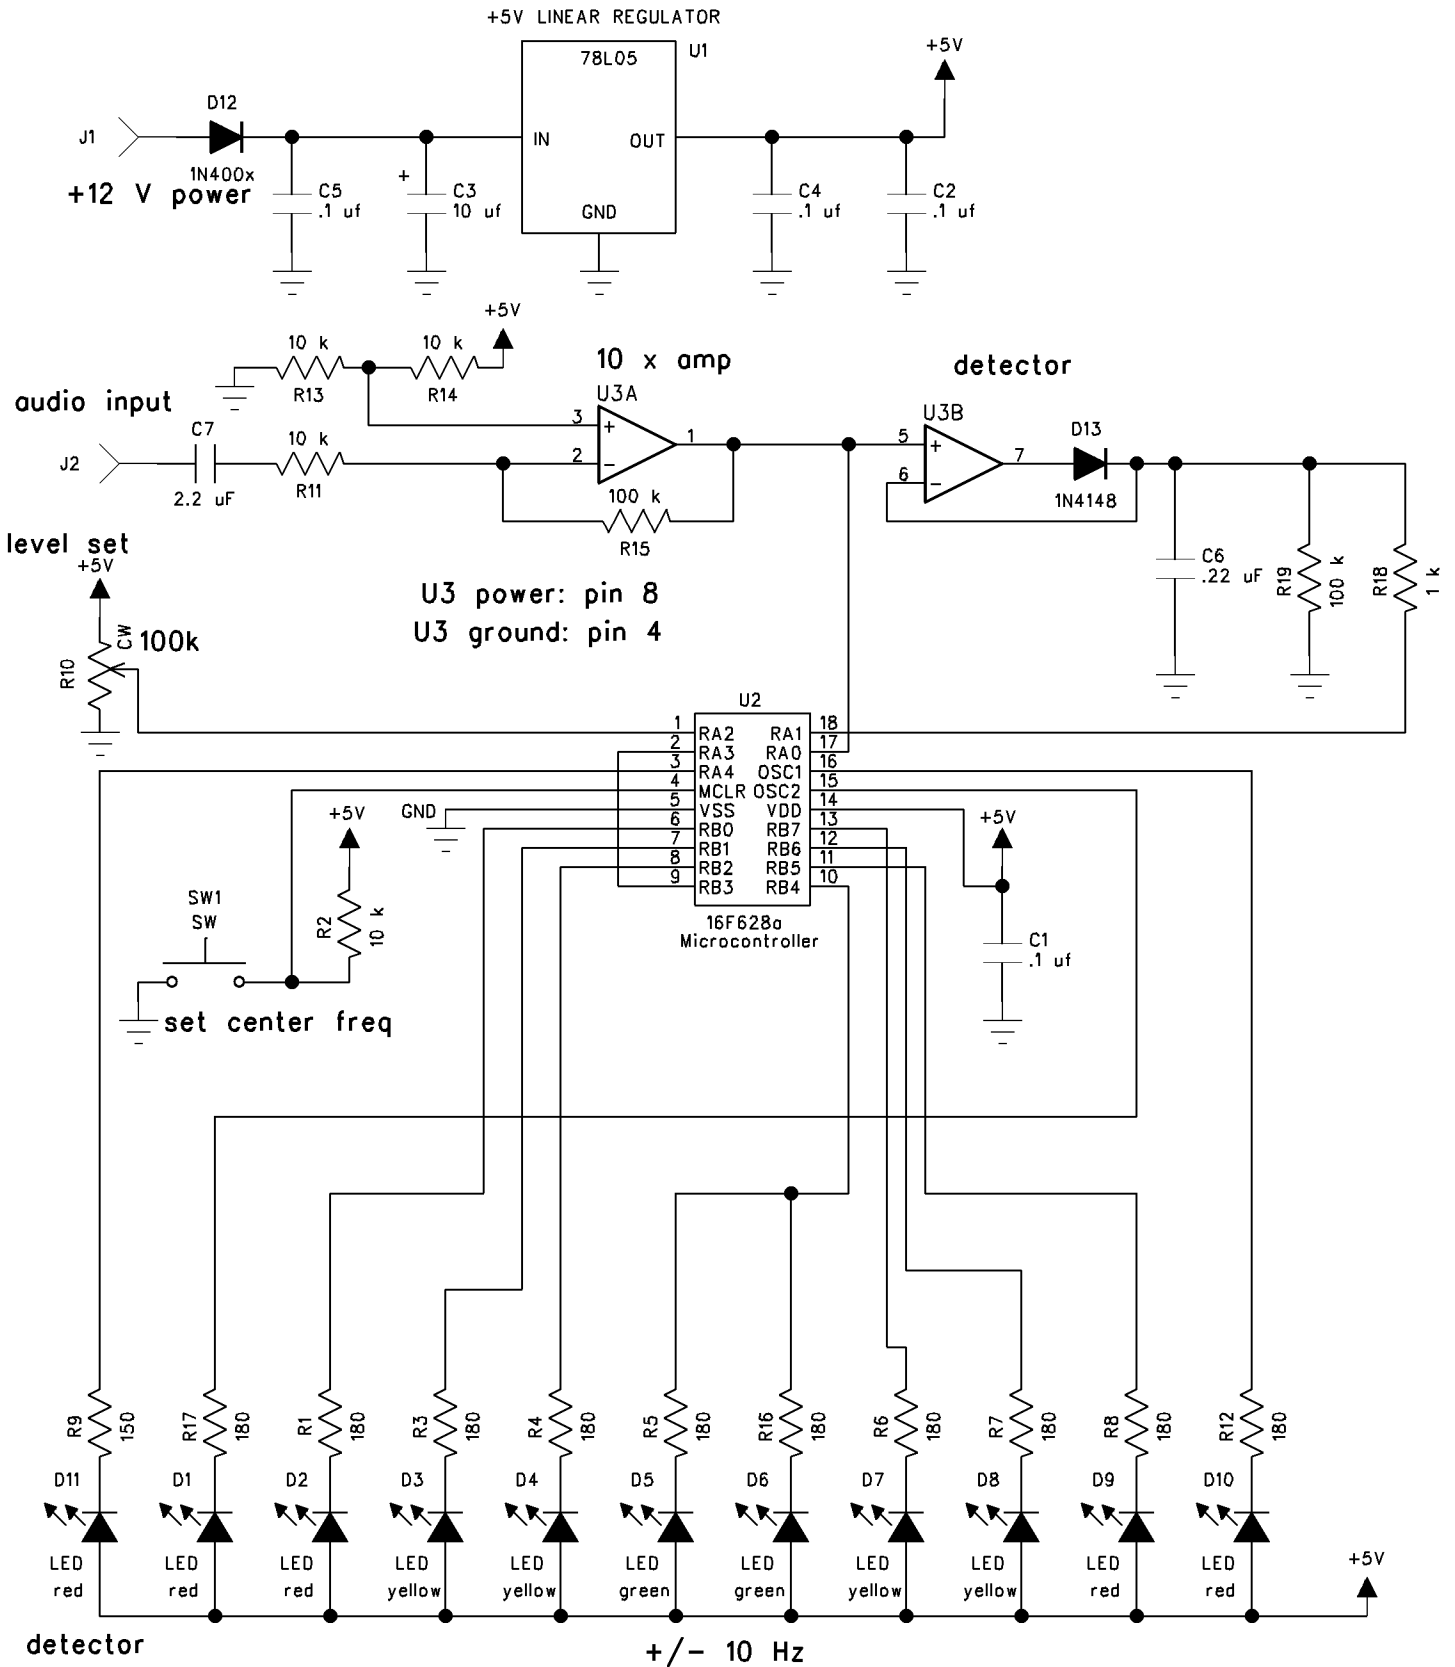 +5V LINEAR REGULATOR
78L05
U1
+5V
D12
J1
IN
OUT
1N400x
+12 V power
C5
.1 uf
+
C3
10 uf
GND
C4
.1 uf
C2
.1 uf
+5V
10 k
10 k
R13
R14
10 x amp
detector
audio input
U3A
U3B
C7
10 k
3
+
1
5
+
D13
J2
2
−
7
6
−
2.2 uF
R11
100 k
1N4148
R15
level set
+5V
C6
.22 uF
R19
100 k
R18
1 k
U3 power: pin 8
U3 ground: pin 4
CW
100k
R10
U2
1 RA2 RA1 18
2 RA3 RA0 17
3 RA4 OSC1 16
4 MCLR OSC2 15
5 VSS VDD 14
6 RB0 RB7 13
7 RB1 RB6 12
8 RB2 RB5 11
9 RB3 RB4 10
GND
+5V
+5V
16F628a
Microcontroller
SW1
SW
R2
10 k
C1
.1 uf
set center freq
R9
150
R17
180
R1
180
R3
180
R4
180
R5
180
R16
180
R6
180
R7
180
R8
180
R12
180
D11
D1
D2
D3
D4
D5
D6
D7
D8
D9
D10
LED
red
LED
red
LED
red
LED
yellow
LED
yellow
LED
green
LED
green
LED
yellow
LED
yellow
LED
red
LED
red
+5V
detector
+/- 10 Hz